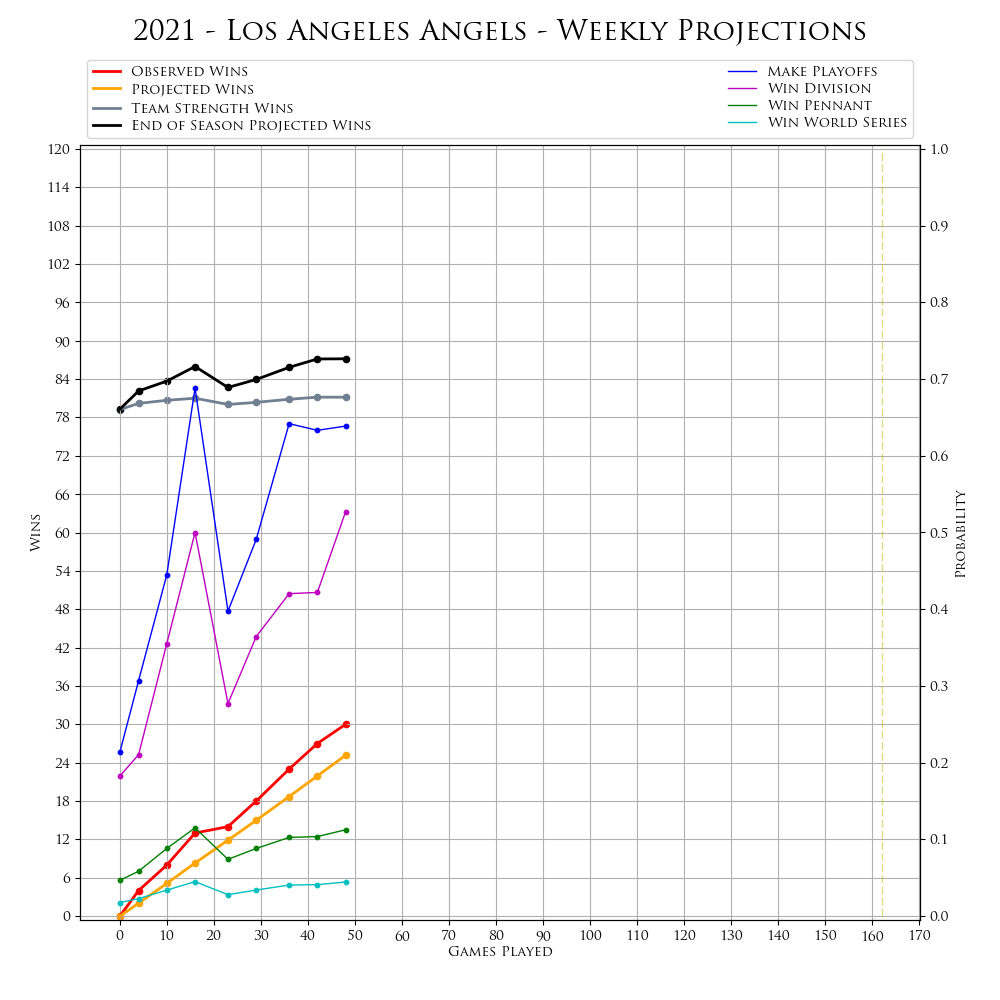 2021 - Los Angeles Angels - Weekly Projections
Observed Wins
Projected Wins
Team Strength Wins
End of Season Projected Wins
Make Playoffs
Win Division
Win Pennant
Win World Series
120
114
108
102
96
90
84
78
72
66
60
54
48
42
36
30
24
18
12
6
0
Wins
1.0
0.9
0.8
0.7
0.6
0.5
0.4
0.3
0.2
0.1
0.0
Probability
0 10 20 30 40 50 60 70 80 90 100 110 120 130 140 150 160 170
Games Played